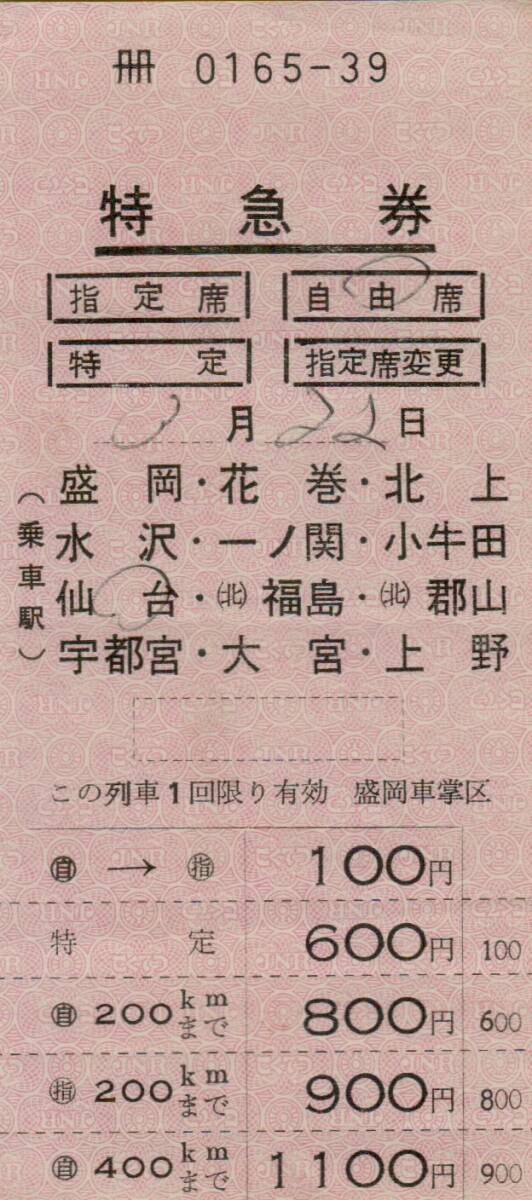 冊 0165-39
特急券
指定席 自由席
特定 指定席変更
月 22日
(乗車駅)
盛岡・花巻・北上
水沢・一ノ関・小牛田
仙台・㈫福島・㈫郡山
宇都宮・大宮・上野
この列車1回限り有効 盛岡車掌区
自 → 指 100円
特定 600円 100
自 200kmまで 800円 600
指 200kmまで 900円 800
自 400kmまで 1100円 900